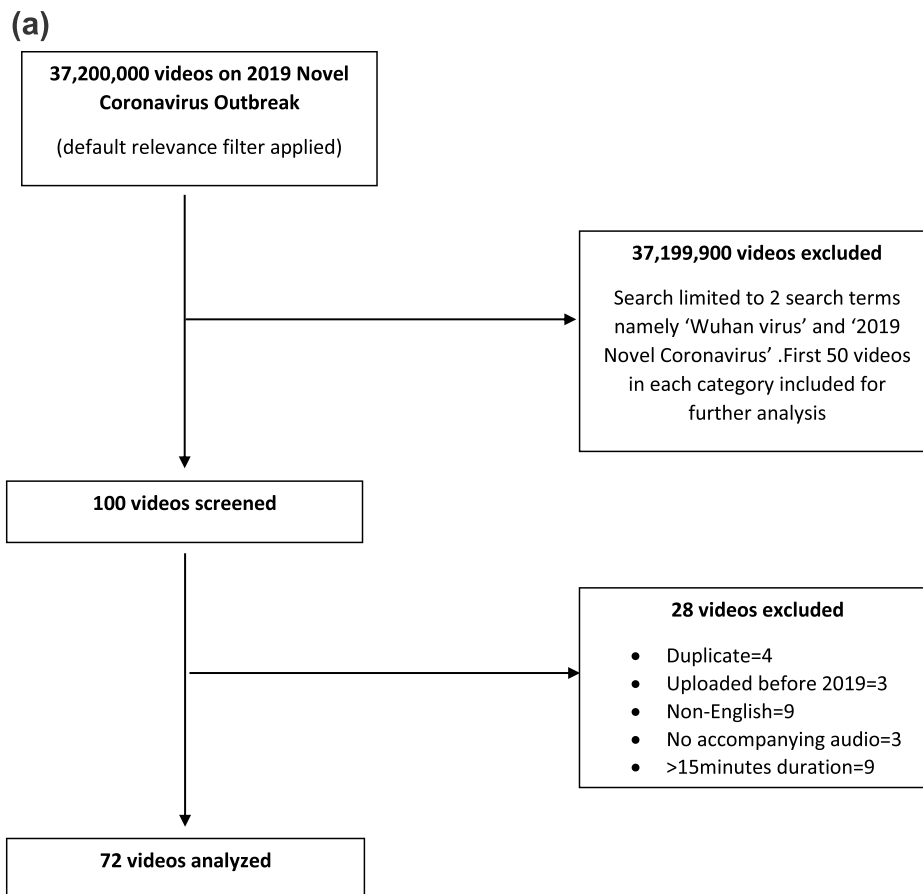 (a)
37,200,000 videos on 2019 Novel
Coronavirus Outbreak
(default relevance filter applied)
37,199,900 videos excluded
Search limited to 2 search terms
namely ‘Wuhan virus’ and ‘2019
Novel Coronavirus’ .First 50 videos
in each category included for
further analysis
100 videos screened
28 videos excluded
• Duplicate=4
• Uploaded before 2019=3
• Non-English=9
• No accompanying audio=3
• >15minutes duration=9
72 videos analyzed